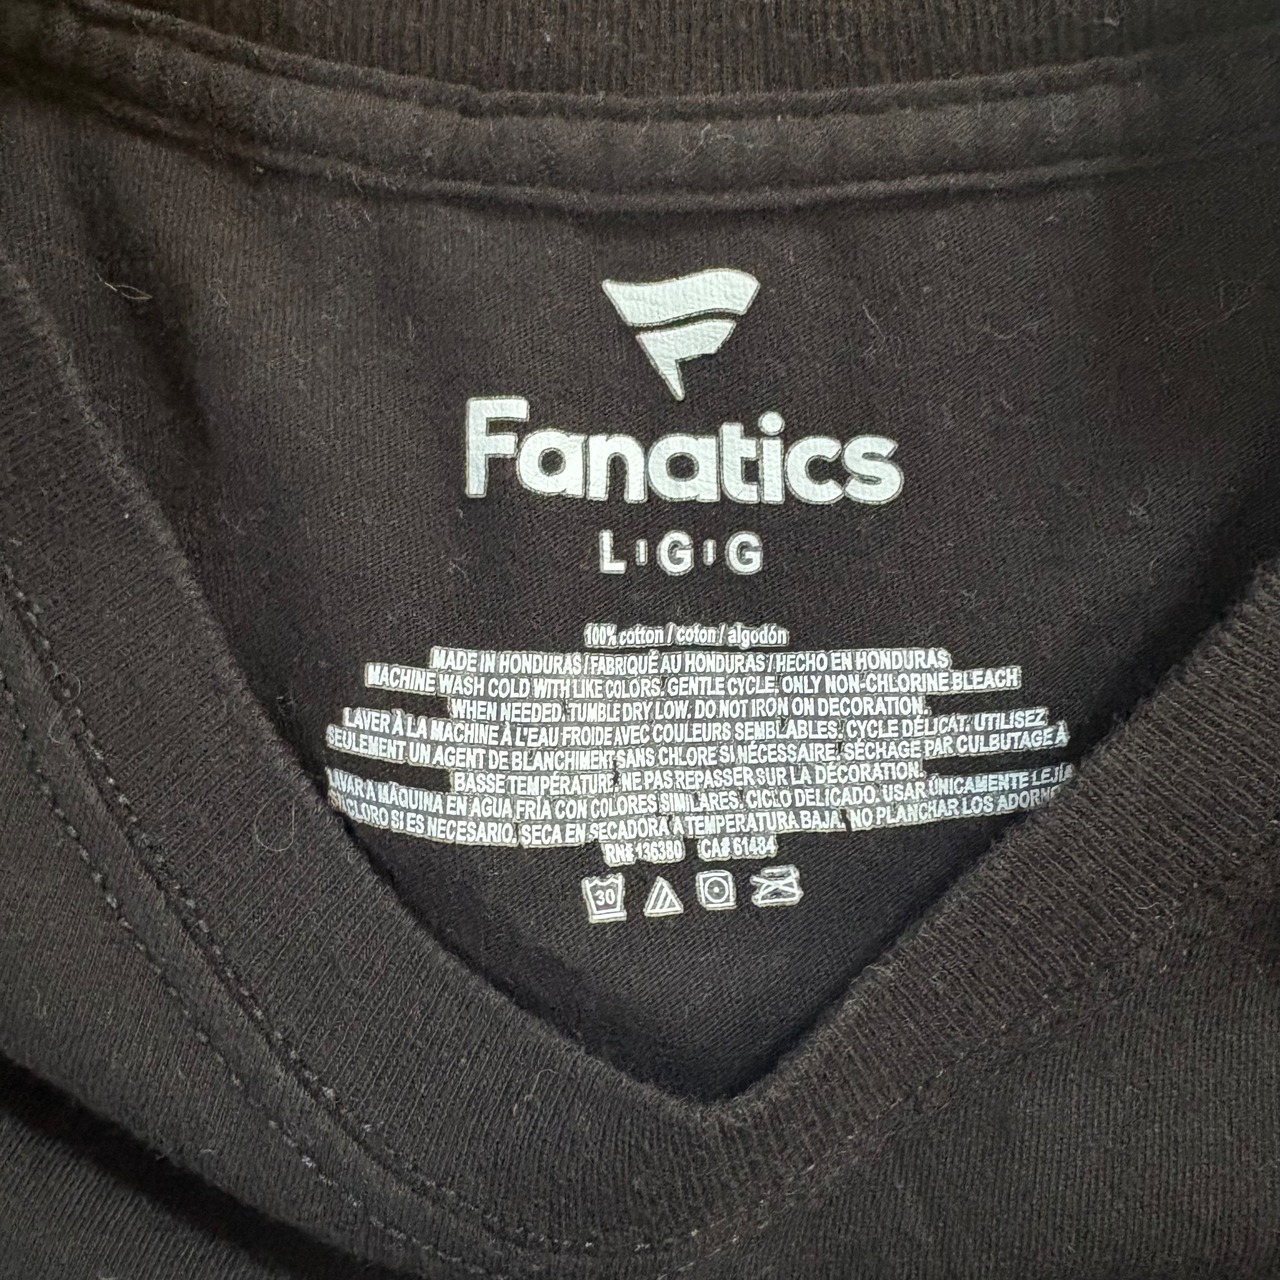 Fanatics
L G G
100% cotton / coton / algodón
MADE IN HONDURAS / FABRIQUÉ AU HONDURAS / HECHO EN HONDURAS
MACHINE WASH COLD WITH LIKE COLORS. GENTLE CYCLE. ONLY NON-CHLORINE BLEACH
WHEN NEEDED. TUMBLE DRY LOW. DO NOT IRON ON DECORATION.
LAVER À LA MACHINE À L'EAU FROIDE AVEC COULEURS SEMBLABLES. CYCLE DÉLICAT. UTILISEZ
SEULEMENT UN AGENT DE BLANCHIMENT SANS CHLORE SI NÉCESSAIRE. SÉCHAGE PAR CULBUTAGE À
BASSE TEMPÉRATURE. NE PAS REPASSER SUR LA DÉCORATION.
LAVAR A MÁQUINA EN AGUA FRÍA CON COLORES SIMILARES. CICLO DELICADO. USAR ÚNICAMENTE LEJÍA
CLORO SI ES NECESARIO. SECA EN SECADORA A TEMPERATURA BAJA. NO PLANCHAR LOS
RN# 136380 CA# 61484
30